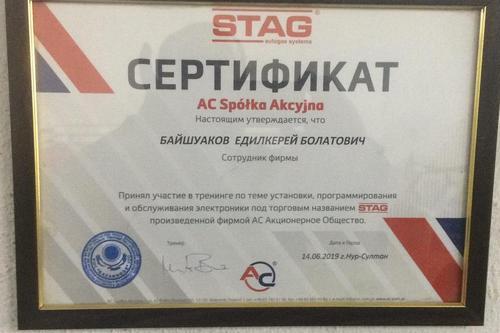 STAG®
autogas systems
СЕРТИФИКАТ
AC Spółka Akcyjna
Настоящим утверждается, что
БАЙШУАКОВ ЕДИЛКЕРЕЙ БОЛАТОВИЧ
Сотрудник фирмы
Принял участие в тренинге по теме установки, программирования
и обслуживания электроники под торговым названием STAG
произведенной фирмой АС Акционерное Общество.
Тренер:
Дата и Город
14.06.2019 г.Нур-Султан
AC